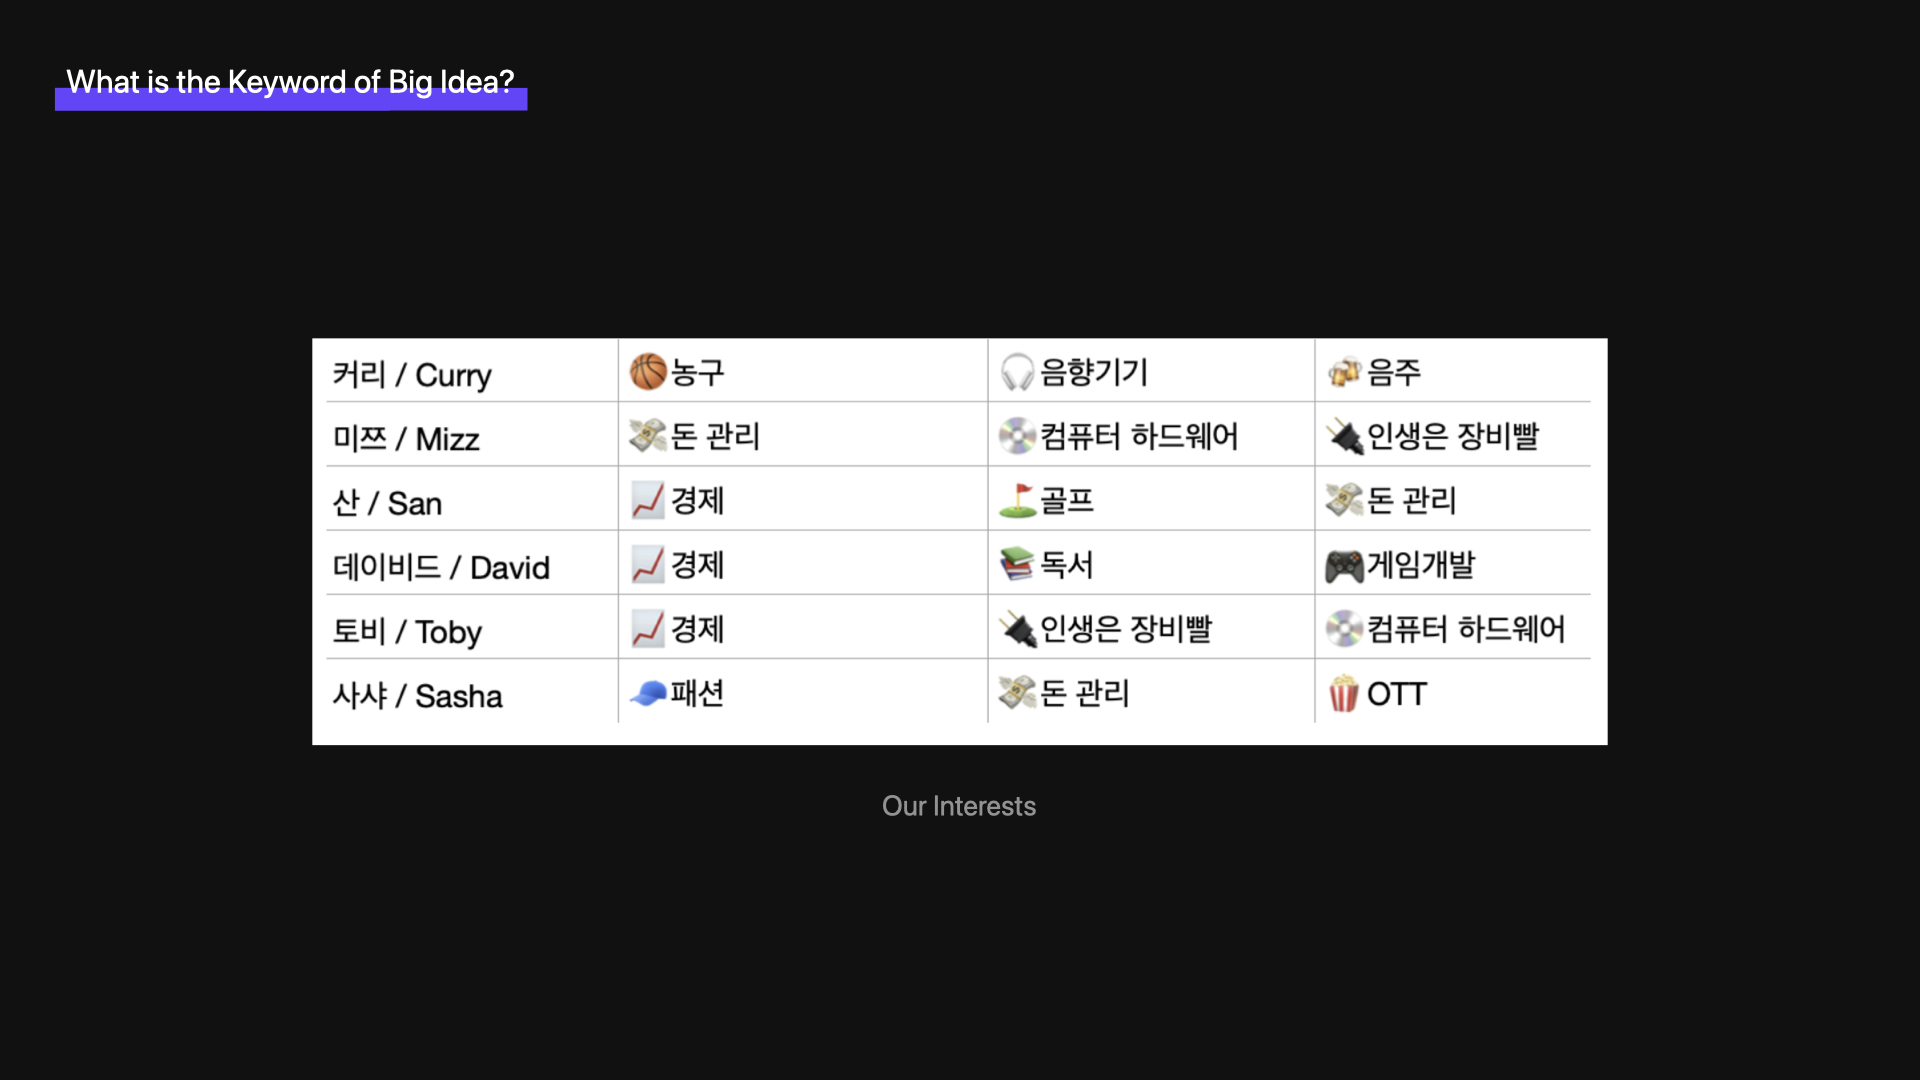 What is the Keyword of Big Idea?
커리 / Curry 농구 음향기기 음주
미쯔 / Mizz 돈 관리 컴퓨터 하드웨어 인생은 장비빨
산 / San 경제 골프 돈 관리
데이비드 / David 경제 독서 게임개발
토비 / Toby 경제 인생은 장비빨 컴퓨터 하드웨어
사샤 / Sasha 패션 돈 관리 OTT
Our Interests